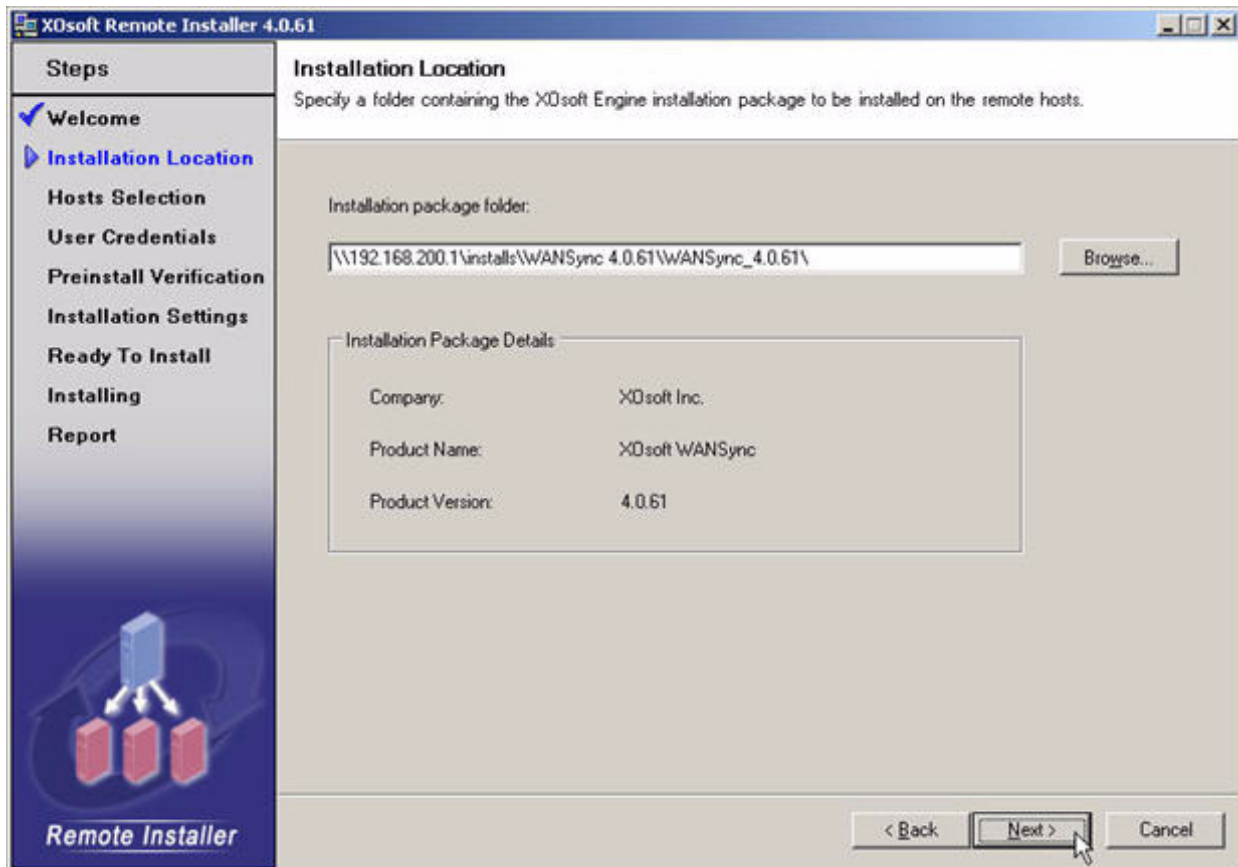 XOsoft Remote Installer 4.0.61
Steps
Welcome
Installation Location
Hosts Selection
User Credentials
Preinstall Verification
Installation Settings
Ready To Install
Installing
Report
Remote Installer
Installation Location
Specify a folder containing the XOsoft Engine installation package to be installed on the remote hosts.
Installation package folder:
\\192.168.200.1\installs\WANSync 4.0.61\WANSync_4.0.61\
Browse...
Installation Package Details
Company: XOsoft Inc.
Product Name: XOsoft WANSync
Product Version: 4.0.61
< Back Next > Cancel